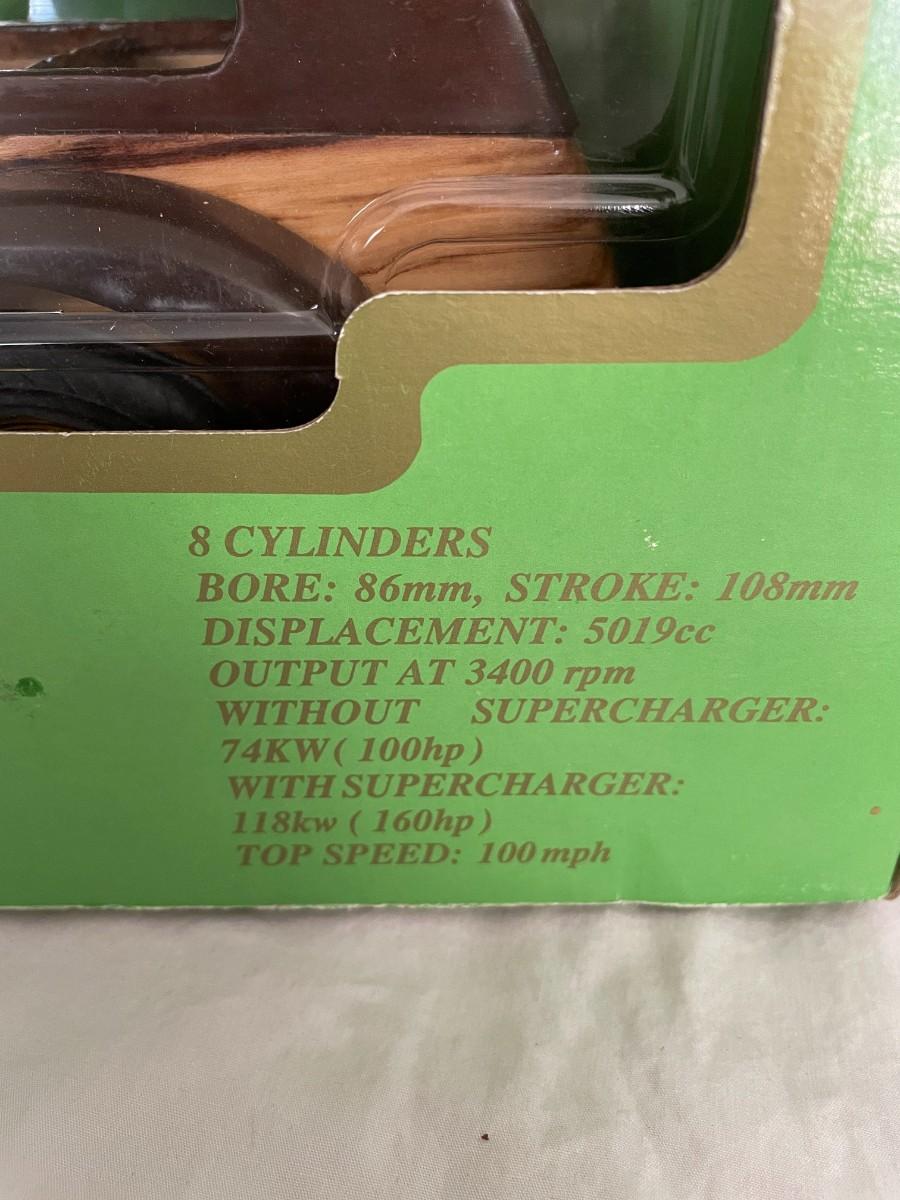 8 CYLINDERS
BORE: 86mm, STROKE: 108mm
DISPLACEMENT: 5019cc
OUTPUT AT 3400 rpm
WITHOUT SUPERCHARGER:
74KW ( 100hp )
WITH SUPERCHARGER:
118kw ( 160hp )
TOP SPEED: 100 mph